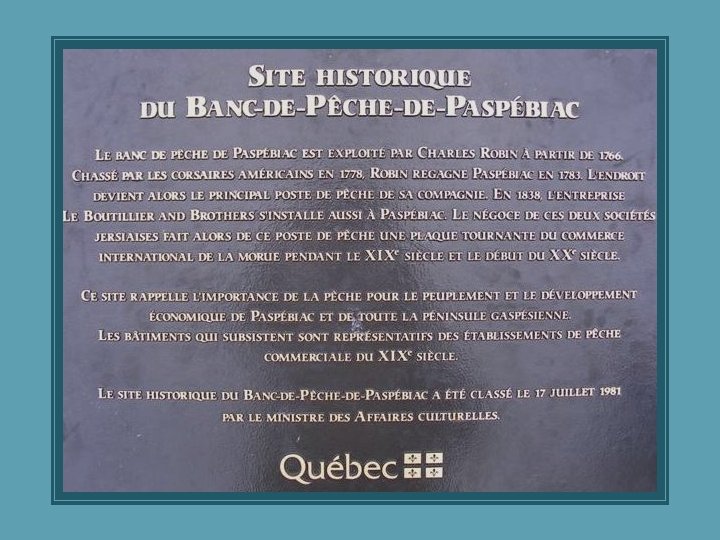 Site historique
du Banc-de-Pêche-de-Paspébiac
Le banc de pêche de Paspébiac est exploité par Charles Robin à partir de 1766.
Chassé par les corsaires américains en 1778, Robin regagne Paspébiac en 1783. L'endroit
devient alors le principal poste de pêche de sa compagnie. En 1838, l'entreprise
Le Boutillier and Brothers s'installe aussi à Paspébiac. Le négoce de ces deux sociétés
jersiaises fait alors de ce poste de pêche une plaque tournante du commerce
international de la morue pendant le XIXe siècle et le début du XXe siècle.
Ce site rappelle l'importance de la pêche pour le peuplement et le développement
économique de Paspébiac et de toute la péninsule gaspésienne.
Les bâtiments qui subsistent sont représentatifs des établissements de pêche
commerciale du XIXe siècle.
Le site historique du Banc-de-Pêche-de-Paspébiac a été classé le 17 juillet 1981
par le ministre des Affaires culturelles.
Québec